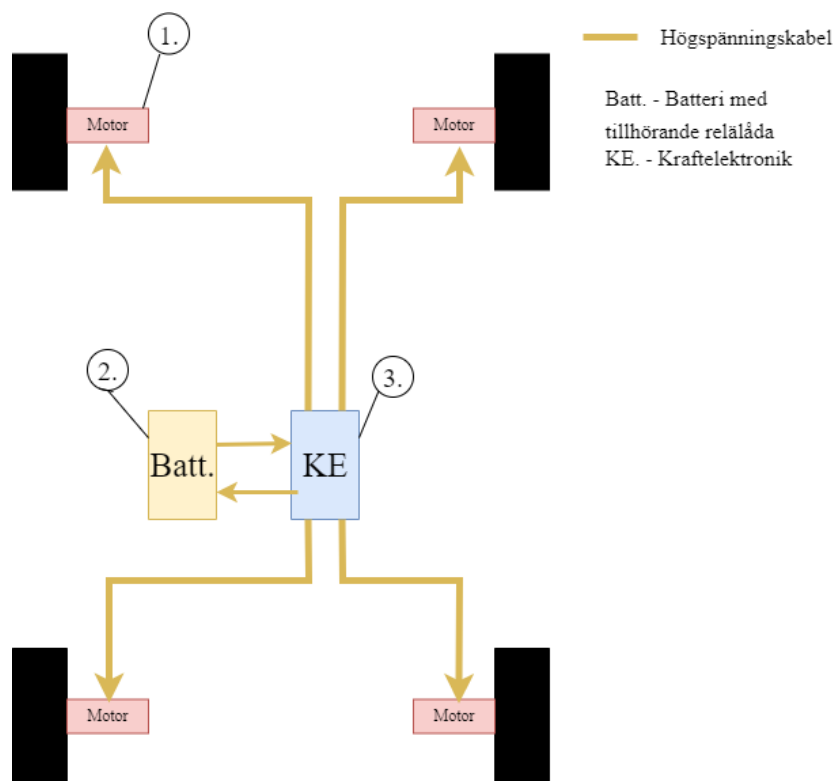 1.
Högspänningskabel
Motor
Motor
Batt. - Batteri med
tillhörande relälåda
KE. - Kraftelektronik
2.
3.
Batt.
KE
Motor
Motor